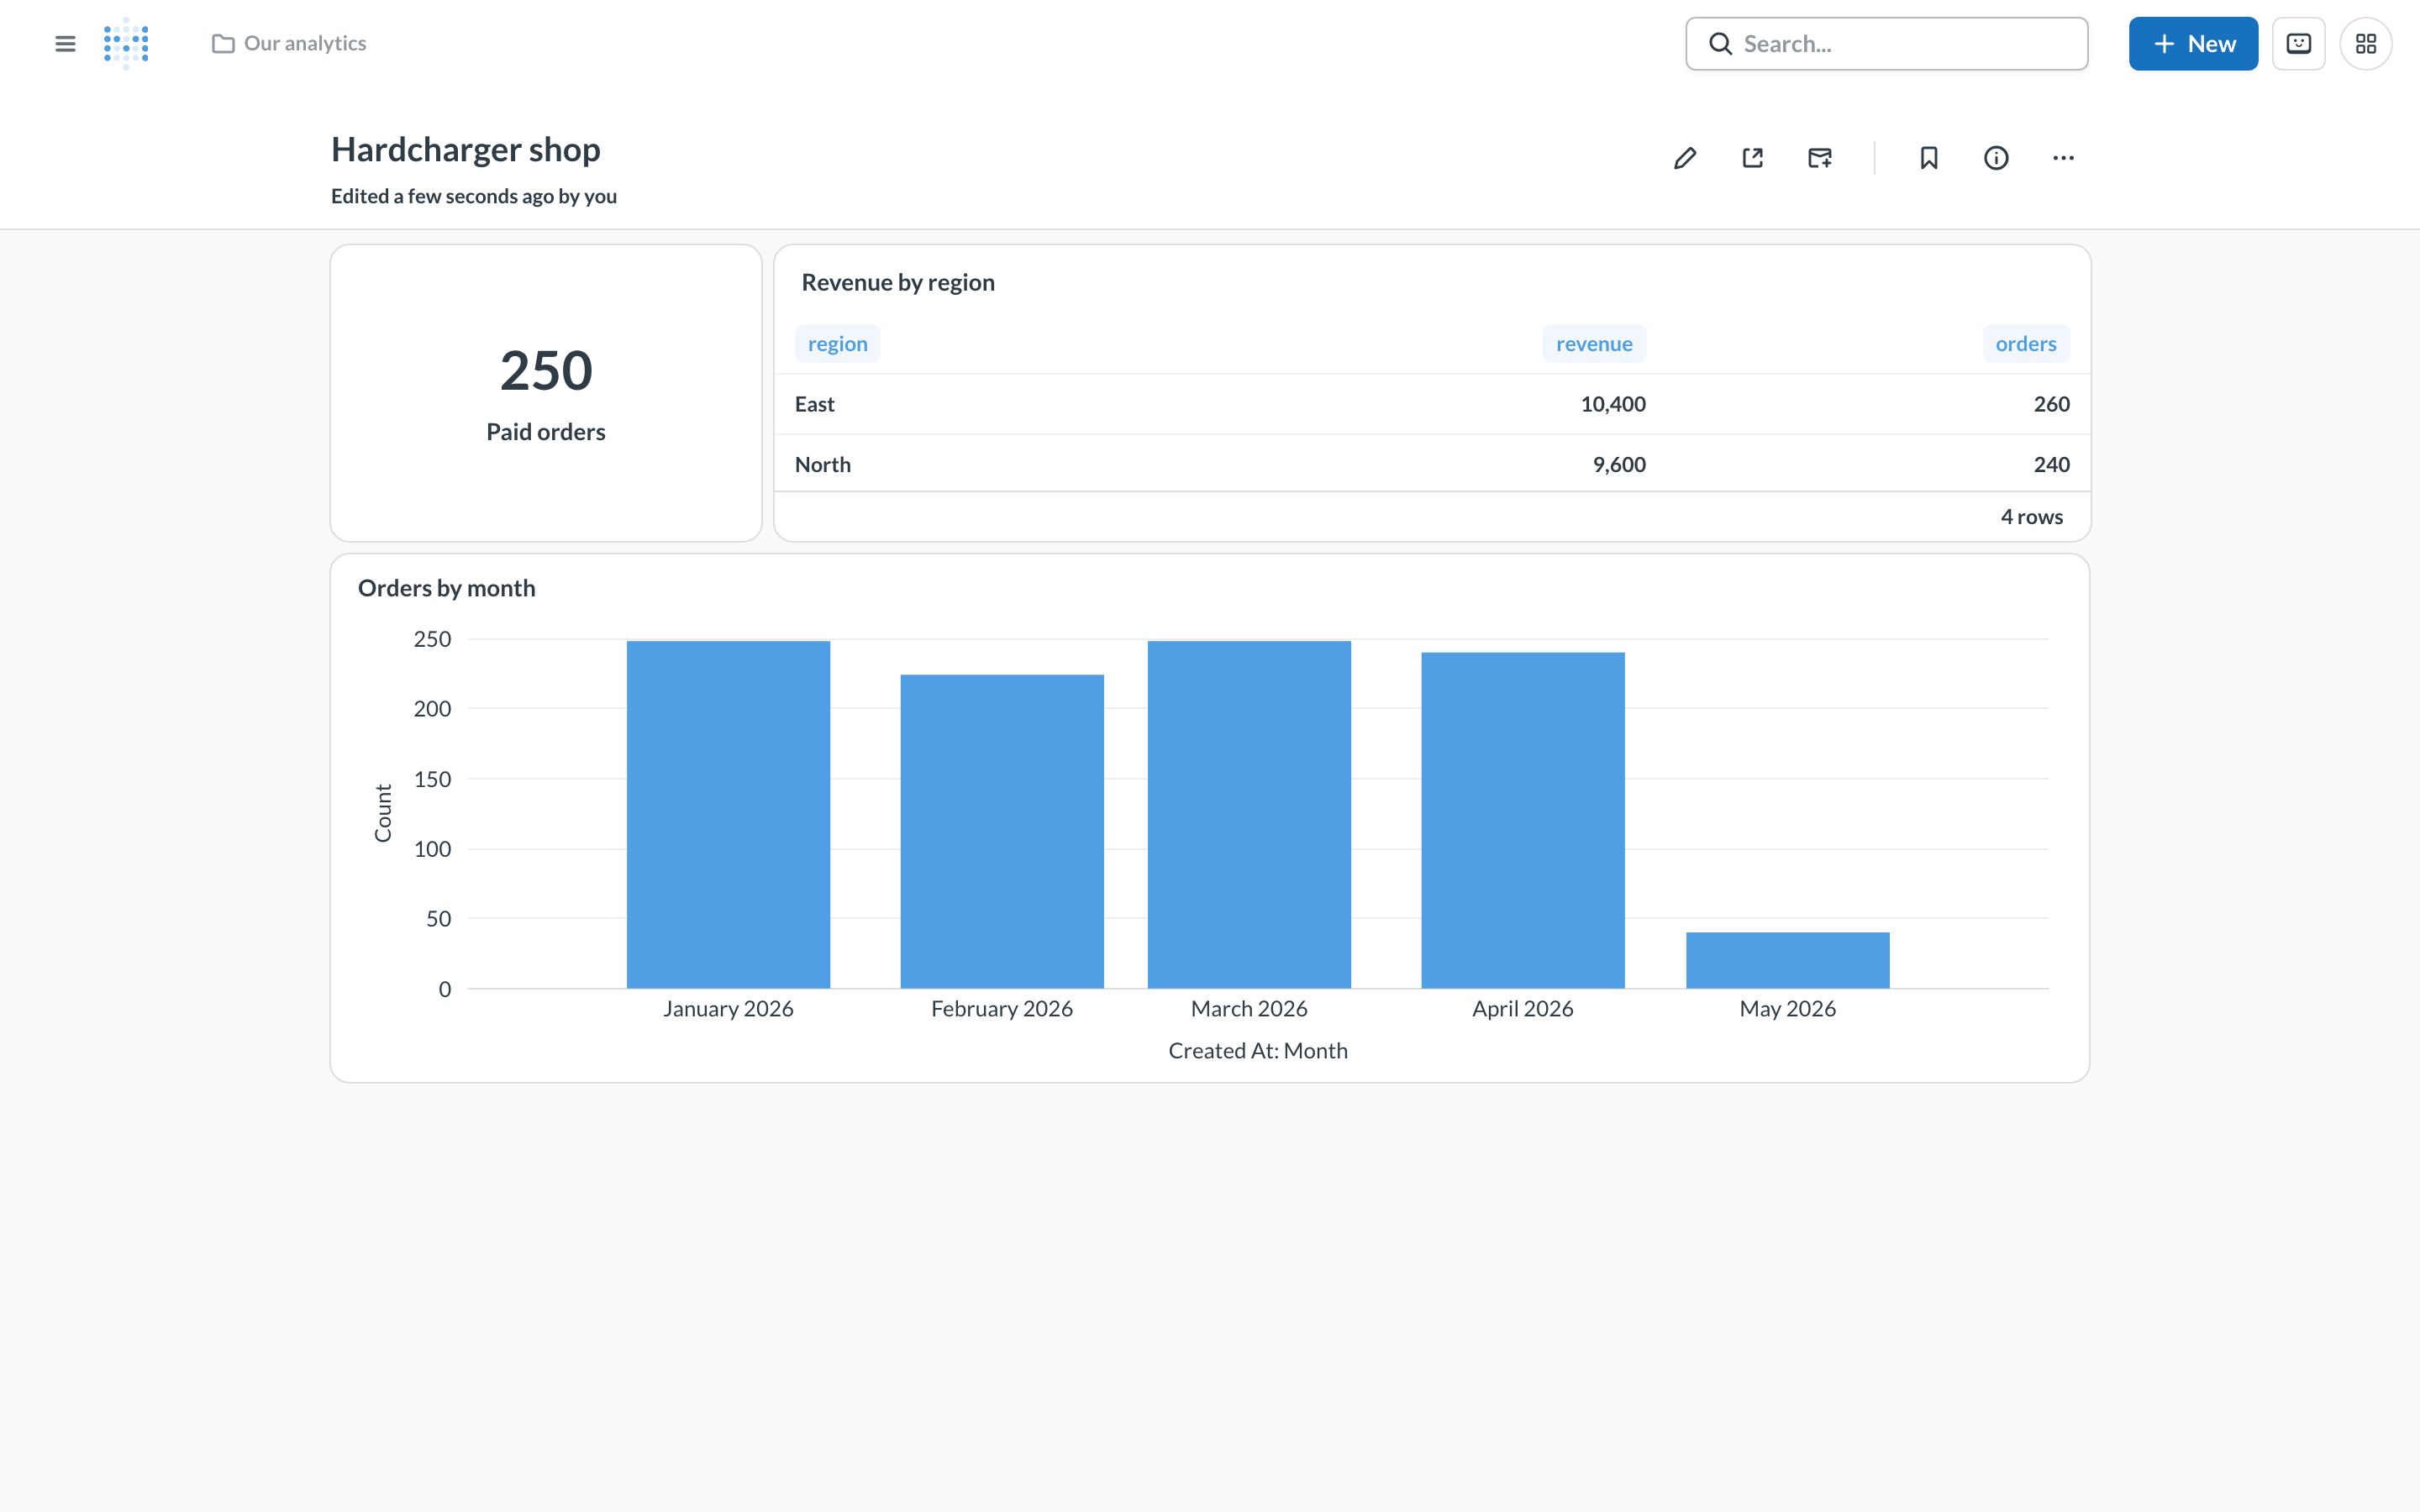 Our analytics
Search...
New
Hardcharger shop
Edited a few seconds ago by you
250
Paid orders
Revenue by region
region revenue orders
East 10,400 260
North 9,600 240
4 rows
Orders by month
250
200
150
100
50
0
Count
January 2026 February 2026 March 2026 April 2026 May 2026
Created At: Month